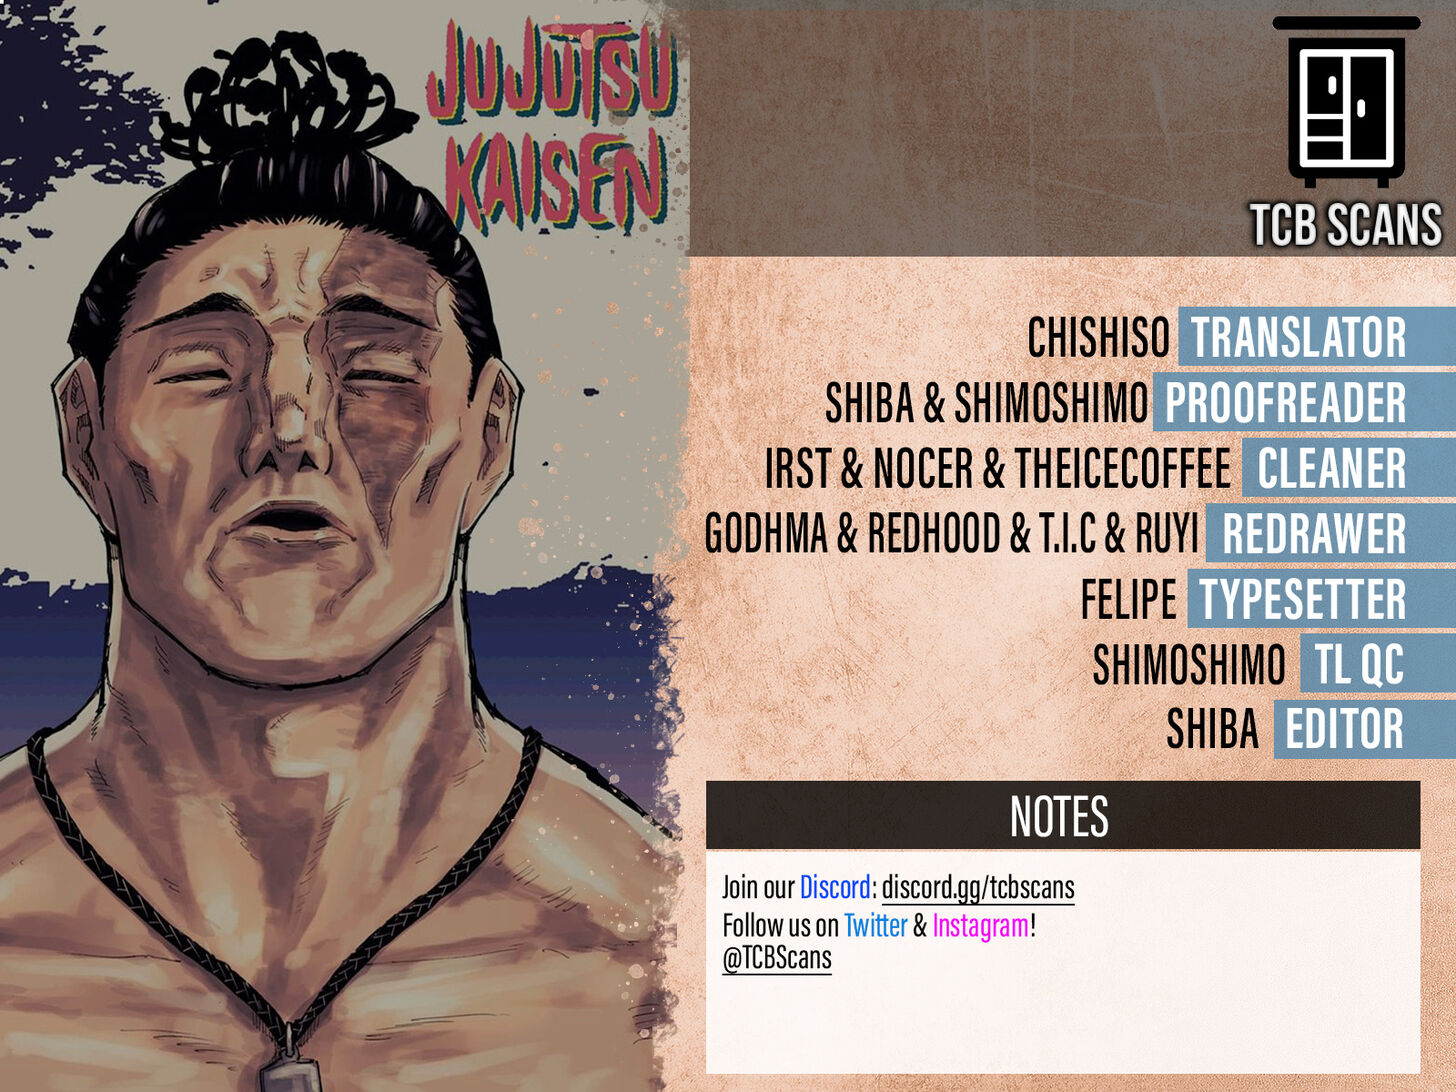 JUJUTSU
KAISEN
TCB SCANS
CHISHISO TRANSLATOR
SHIBA & SHIMOSHIMO PROOFREADER
IRST & NOCER & THEICECOFFEE CLEANER
GODHMA & REDHOOD & T.I.C & RUYI REDRAWER
FELIPE TYPESETTER
SHIMOSHIMO TL QC
SHIBA EDITOR
NOTES
Join our Discord: discord.gg/tcbscans
Follow us on Twitter & Instagram!
@TCBScans